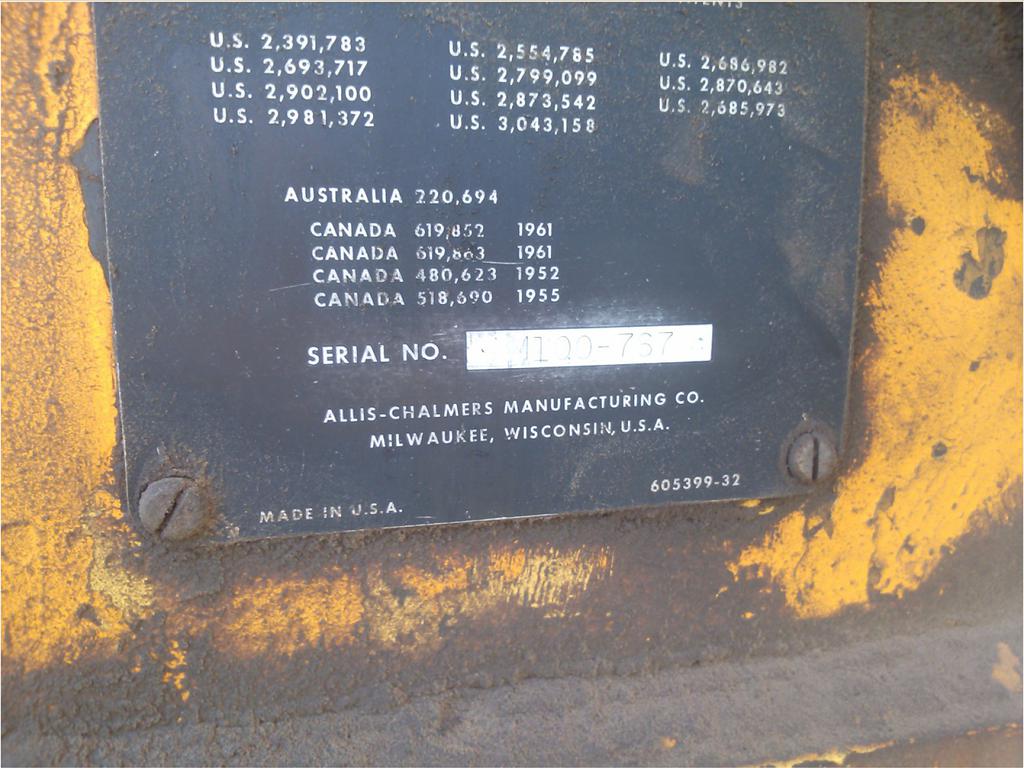 U.S. 2,391,783 U.S. 2,554,785 U.S. 2,686,982
U.S. 2,693,717 U.S. 2,799,099 U.S. 2,870,643
U.S. 2,902,100 U.S. 2,873,542 U.S. 2,685,973
U.S. 2,981,372 U.S. 3,043,158
AUSTRALIA 220,694
CANADA 619,852 1961
CANADA 619,863 1961
CANADA 480,623 1952
CANADA 518,690 1955
SERIAL NO.
ALLIS-CHALMERS MANUFACTURING CO.
MILWAUKEE, WISCONSIN, U.S.A.
605399-32
MADE IN U.S.A.